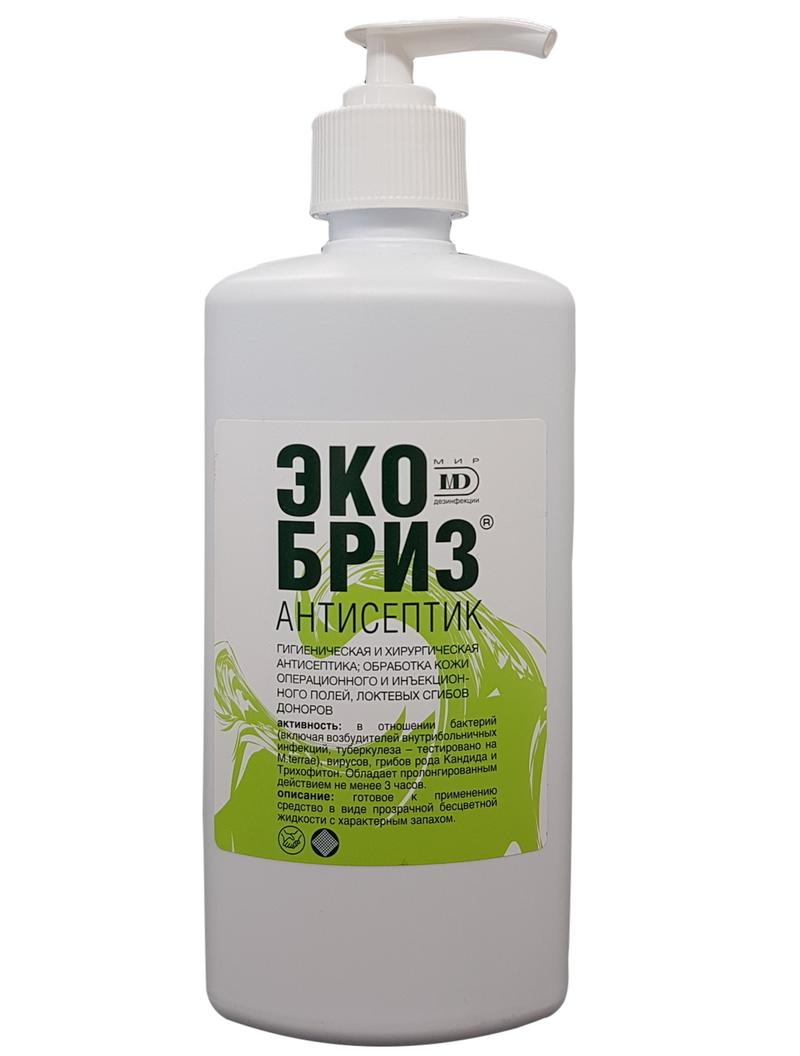 ЭКО
МИР
MD
дезинфекции
БРИЗ®
АНТИСЕПТИК
ГИГИЕНИЧЕСКАЯ И ХИРУРГИЧЕСКАЯ
АНТИСЕПТИКА; ОБРАБОТКА КОЖИ
ОПЕРАЦИОННОГО И ИНЪЕКЦИОН-
НОГО ПОЛЕЙ, ЛОКТЕВЫХ СГИБОВ
ДОНОРОВ
активность: в отношении бактерий
(включая возбудителей внутрибольничных
инфекций, туберкулеза – тестировано на
M.terrae), вирусов, грибов рода Кандида и
Трихофитон. Обладает пролонгированным
действием не менее 3 часов.
описание: готовое к применению
средство в виде прозрачной бесцветной
жидкости с характерным запахом.